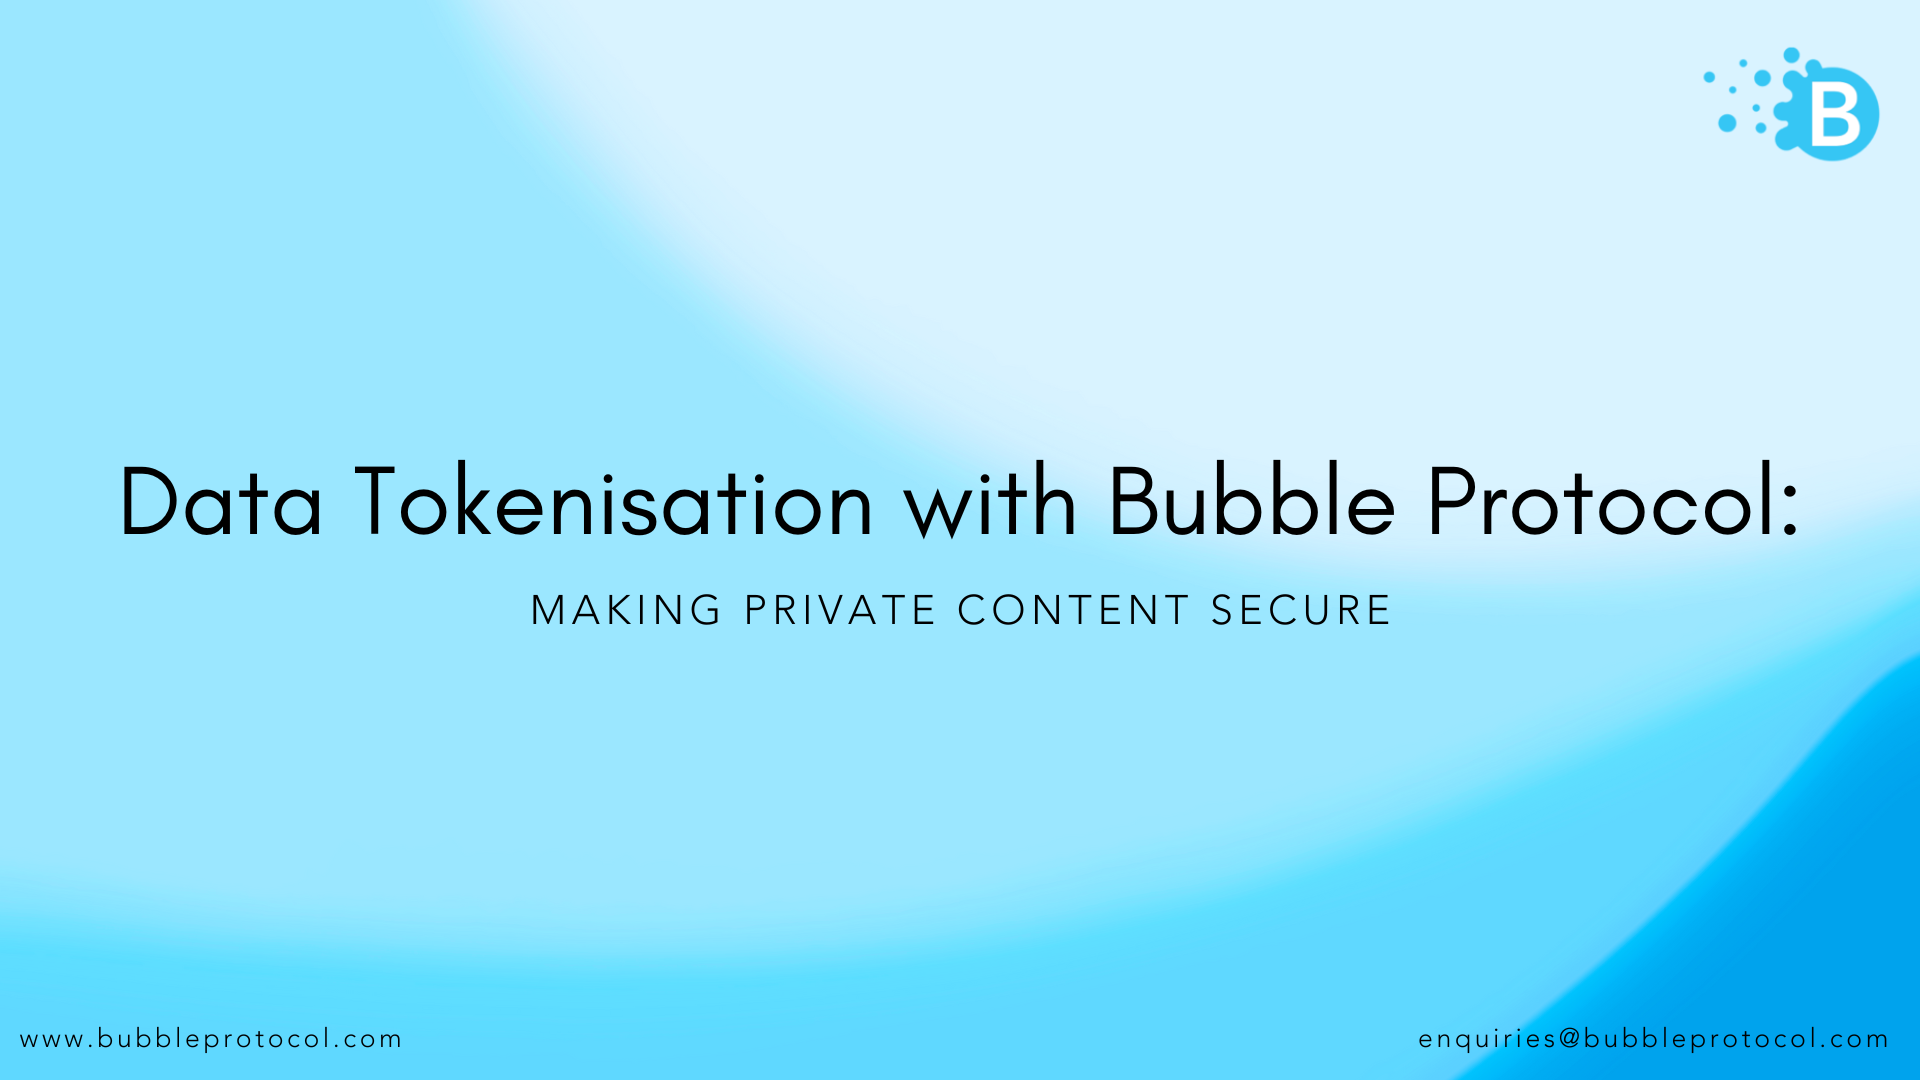 B
Data Tokenisation with Bubble Protocol:
MAKING PRIVATE CONTENT SECURE
www.bubbleprotocol.com
enquiries@bubbleprotocol.com